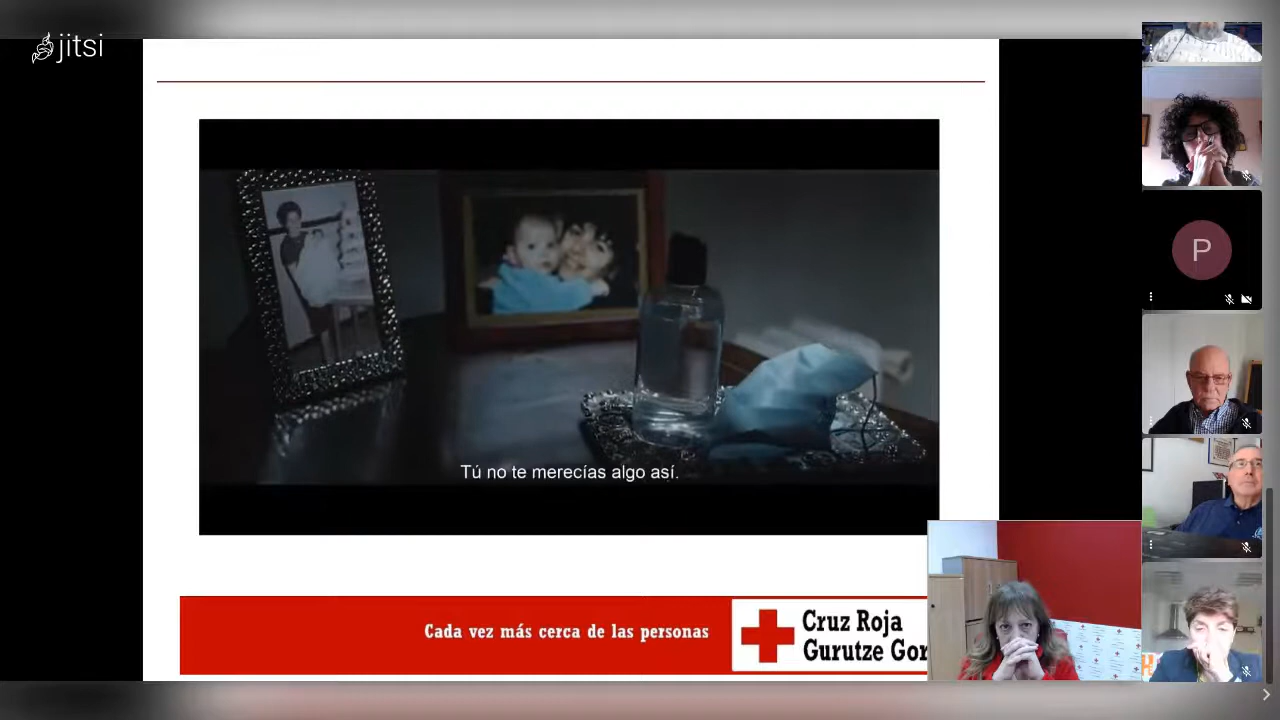 jitsi
P
Tú no te merecías algo así.
Cada vez más cerca de las personas
Cruz Roja
Gurutze Gor